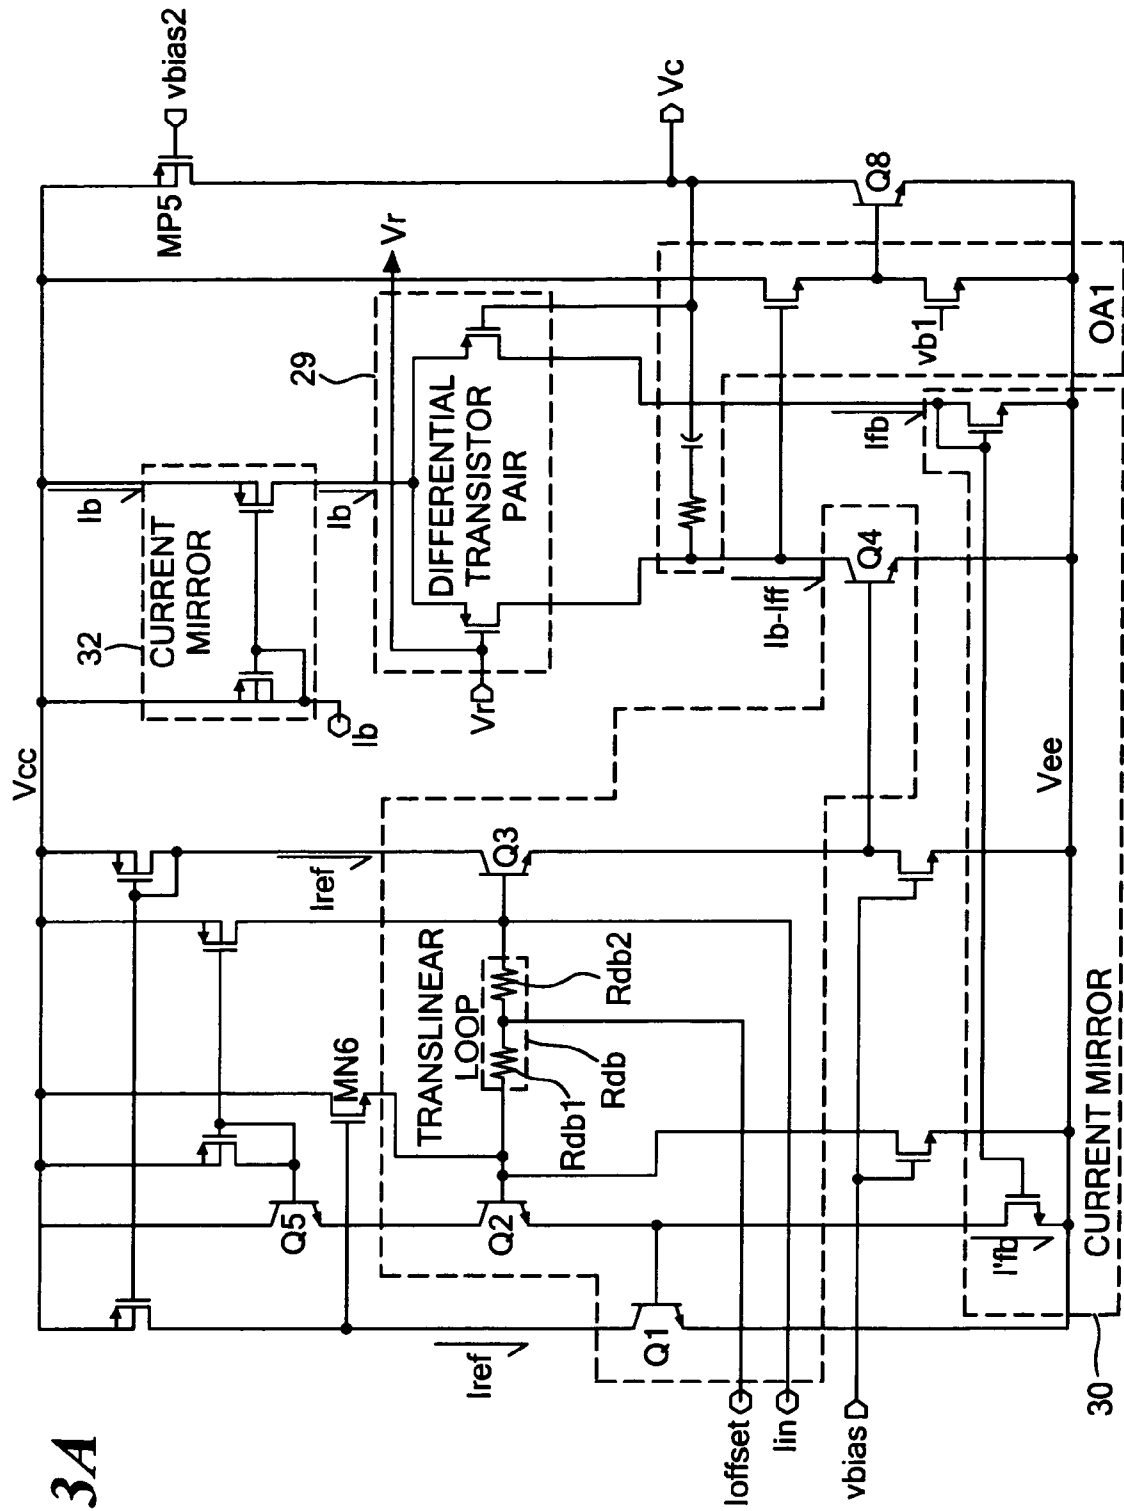 3A
Vcc
Vee
vbias2
MP5
Vc
Q8
Vr
29
DIFFERENTIAL
TRANSISTOR
PAIR
Vr
32
CURRENT
MIRROR
Ib
Ib
Ib
OA1
vb1
Ifb
Ib-Iff
Q4
Iref
Q3
TRANSLINEAR
LOOP
Rdb2
Rdb
Rdb1
MN6
Q5
Q2
Q1
Iref
I'fb
CURRENT MIRROR
30
Ioffset
Iin
vbias